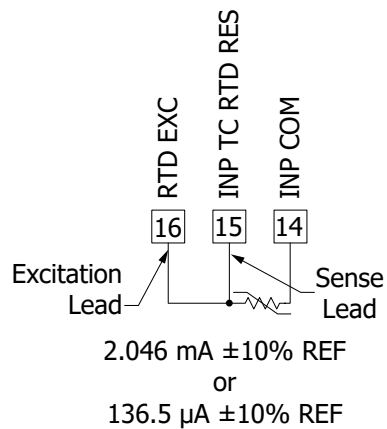 RTD EXC
INP TC RTD RES
INP COM
16
15
14
Excitation
Lead
Sense
Lead
2.046 mA ±10% REF
or
136.5 µA ±10% REF